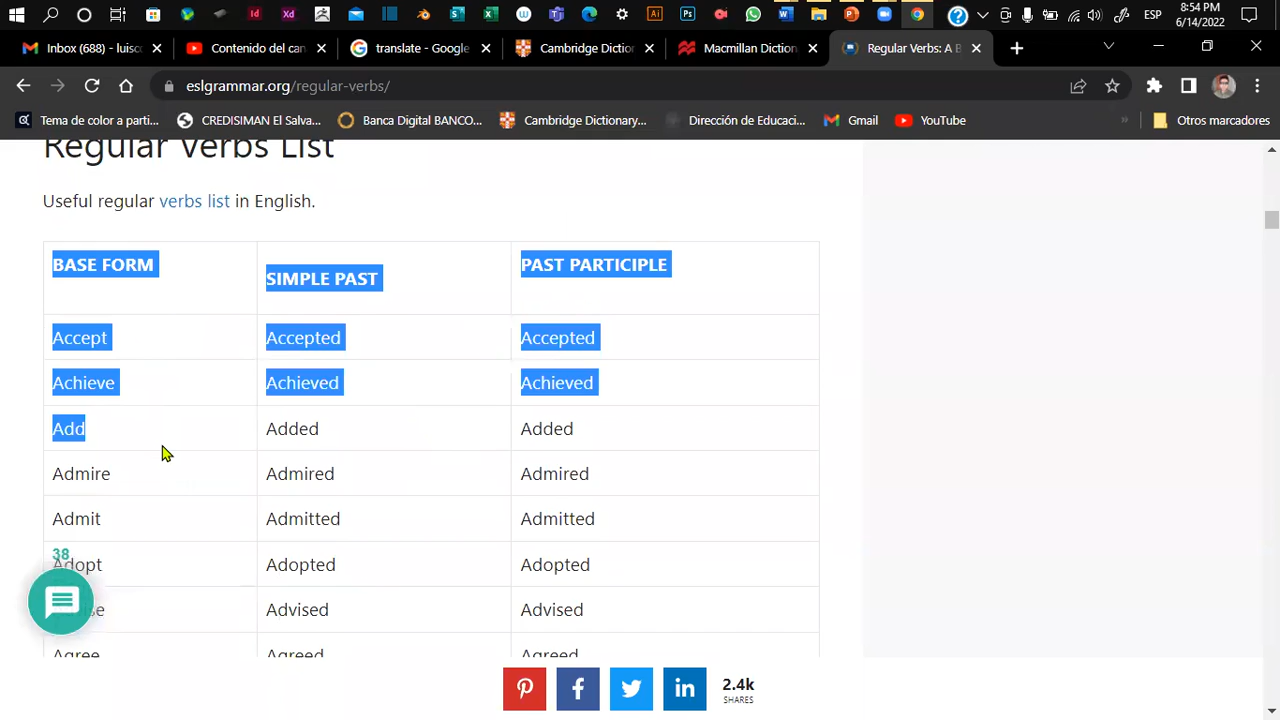 ESP
8:54 PM
6/14/2022
Inbox (688) - luisc
Contenido del can
translate - Google
Cambridge Dictio
Macmillan Diction
Regular Verbs: A B
eslgrammar.org/regular-verbs/
Tema de color a parti...
CREDISIMAN El Salva...
Banca Digital BANCO...
Cambridge Dictionary...
Dirección de Educaci...
Gmail
YouTube
»
Otros marcadores
Regular Verbs List
Useful regular verbs list in English.
BASE FORM SIMPLE PAST PAST PARTICIPLE
Accept Accepted Accepted
Achieve Achieved Achieved
Add Added Added
Admire Admired Admired
Admit Admitted Admitted
38
Adopt Adopted Adopted
Advised Advised
Agree Agreed Agreed
2.4k
SHARES